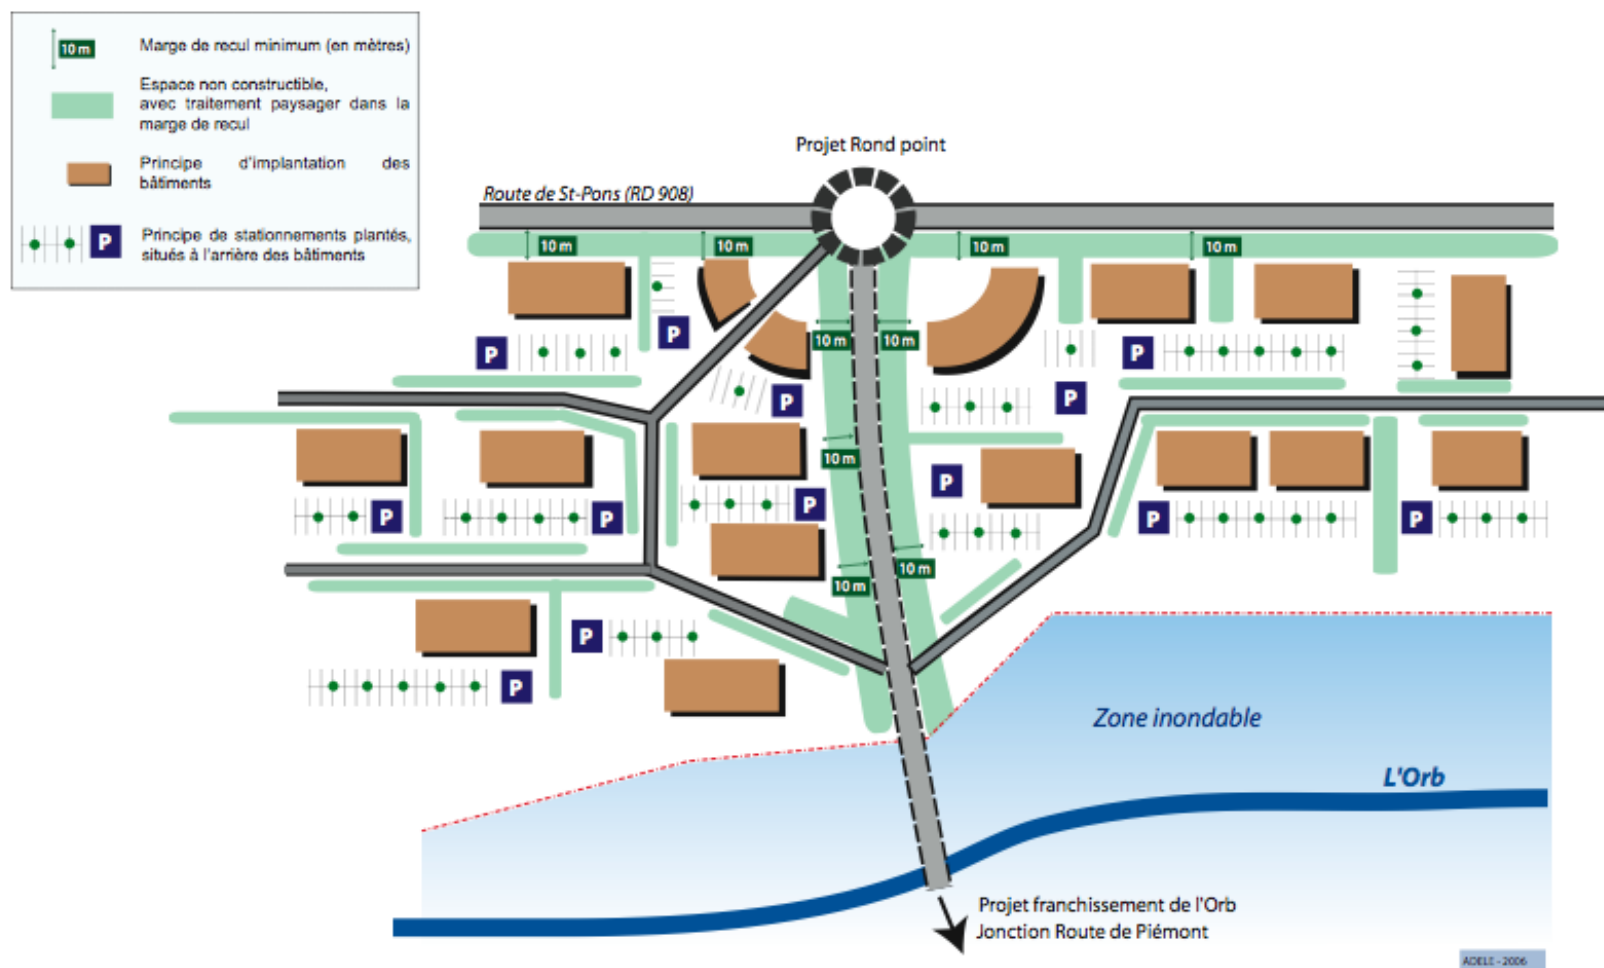 10 m
Marge de recul minimum (en mètres)
Espace non constructible,
avec traitement paysager dans la
marge de recul
Principe d'implantation des
bâtiments
P
Principe de stationnements plantés,
situés à l'arrière des bâtiments
Projet Rond point
Route de St-Pons (RD 908)
10 m
10 m
10 m
10 m
P
10 m
10 m
P
P
P
P
10 m
P
P
P
P
P
P
10 m
10 m
P
P
Zone inondable
L'Orb
Projet franchissement de l'Orb
Jonction Route de Piémont
ADELE - 2006